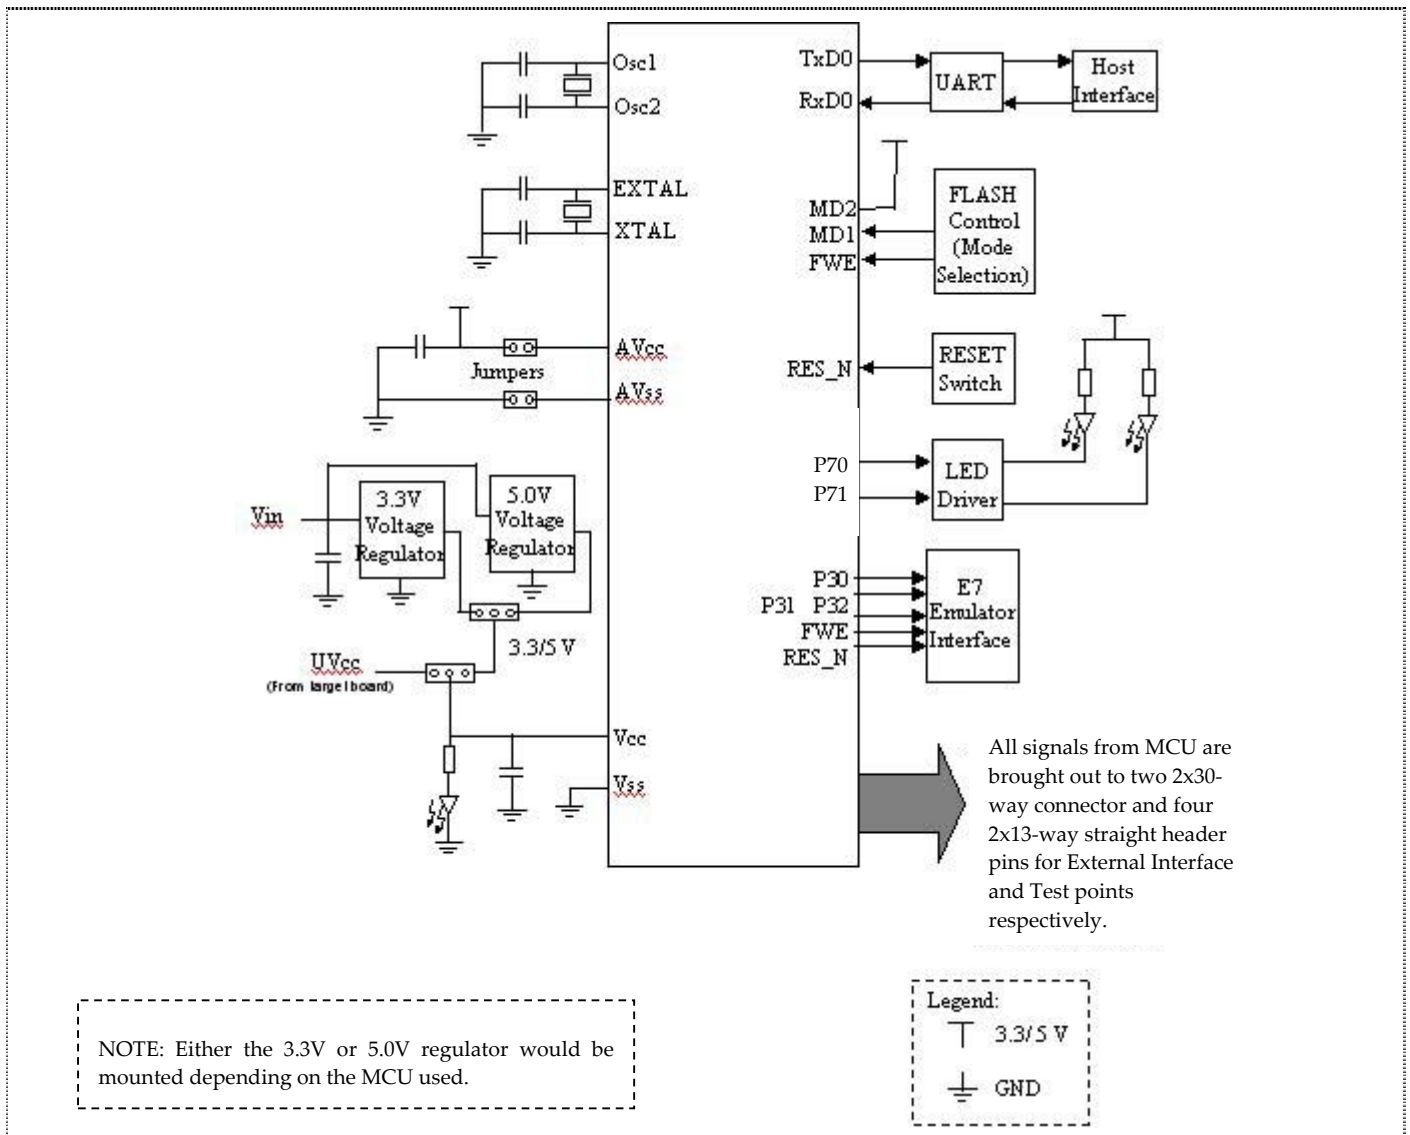 Osc1
Osc2
EXTAL
XTAL
AVcc
Jumpers
AVss
Vin
3.3V
Voltage
Regulator
5.0V
Voltage
Regulator
3.3/5 V
UVcc
(From target board)
Vcc
Vss
TxD0
RxD0
UART
Host
Interface
MD2
MD1
FWE
FLASH
Control
(Mode
Selection)
RES_N
RESET
Switch
P70
P71
LED
Driver
P30
P31 P32
FWE
RES_N
E7
Emulator
Interface
All signals from MCU are
brought out to two 2x30-
way connector and four
2x13-way straight header
pins for External Interface
and Test points
respectively.
NOTE: Either the 3.3V or 5.0V regulator would be
mounted depending on the MCU used.
Legend:
3.3/5 V
GND